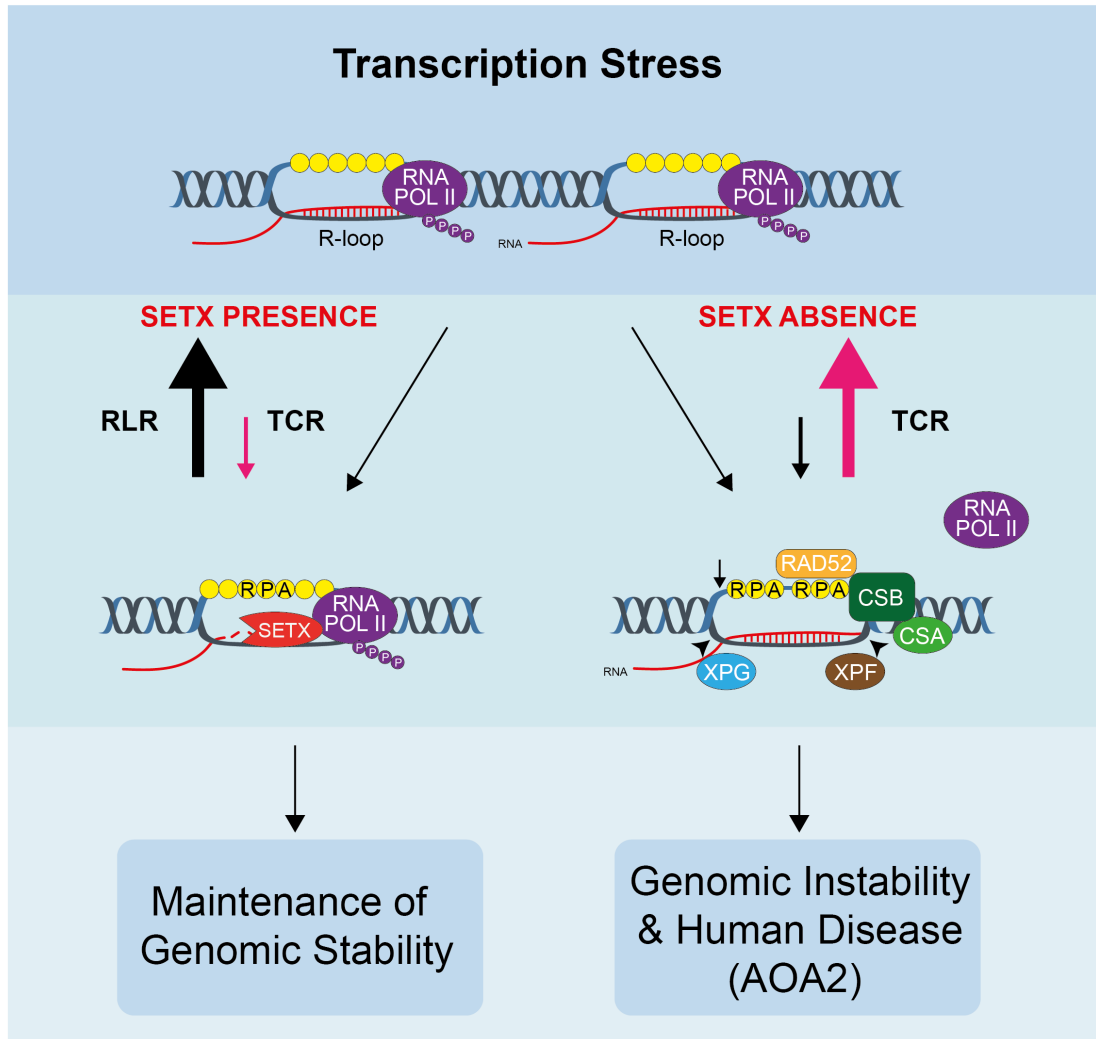 Transcription Stress
RNA
POL II
P P P P
R-loop
RNA
RNA
POL II
P P P P
R-loop
SETX PRESENCE
SETX ABSENCE
RLR
TCR
TCR
RNA
POL II
RPA
SETX
RNA
POL II
P P P P
RAD52
RPA RPA
CSB
CSA
RNA
XPG
XPF
Maintenance of
Genomic Stability
Genomic Instability
& Human Disease
(AOA2)